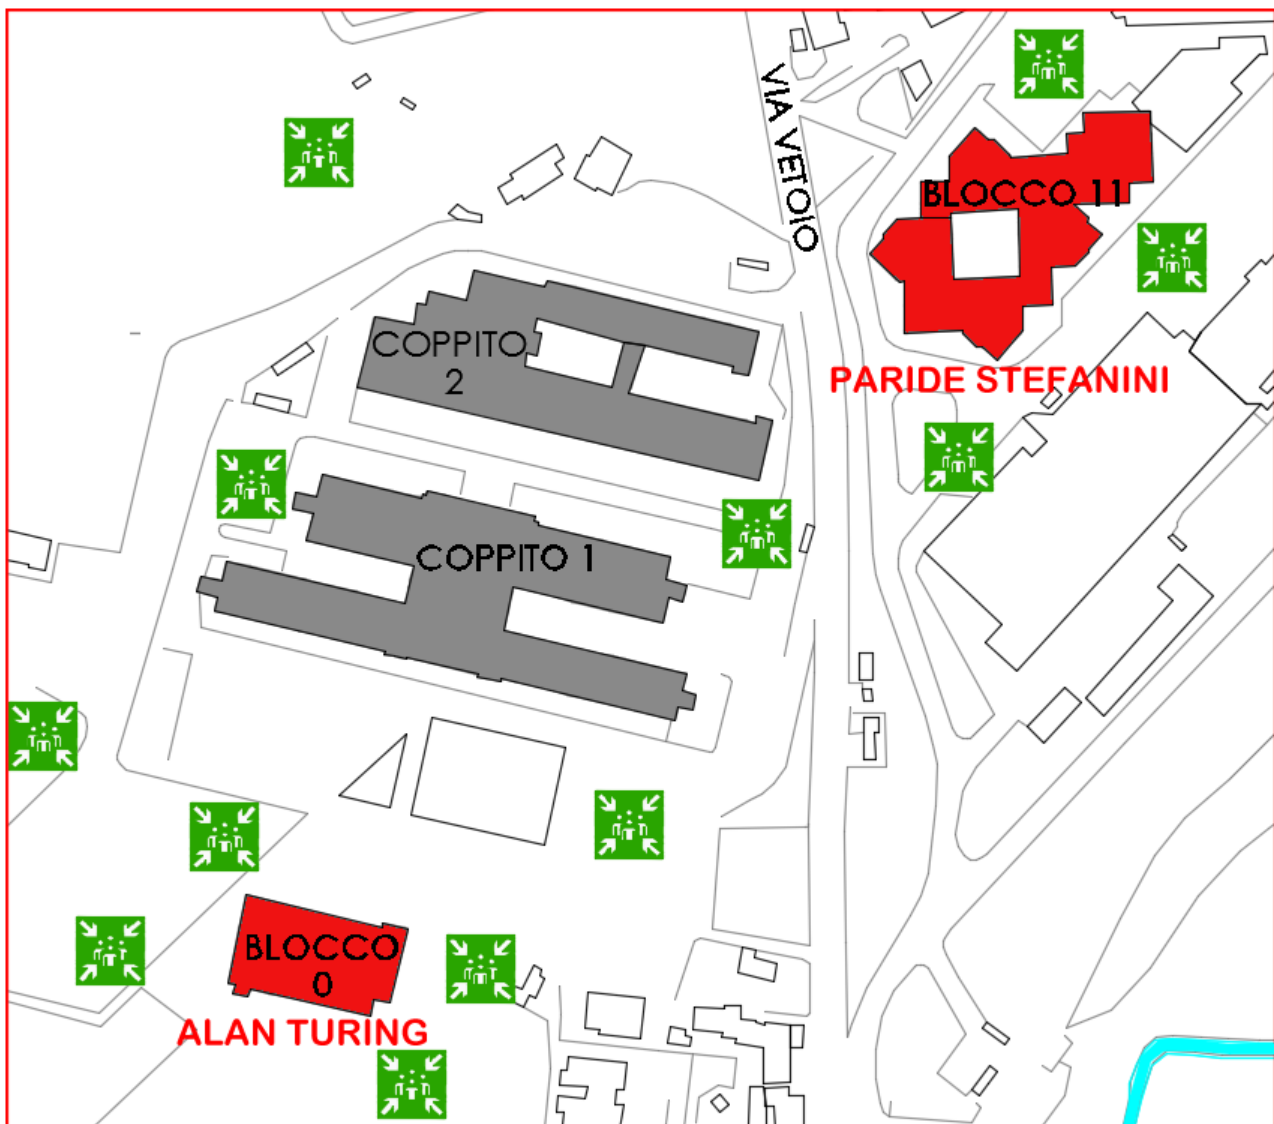 VIA VETOIO
BLOCCO 11
PARIDE STEFANINI
COPPITO
2
COPPITO 1
BLOCCO
0
ALAN TURING